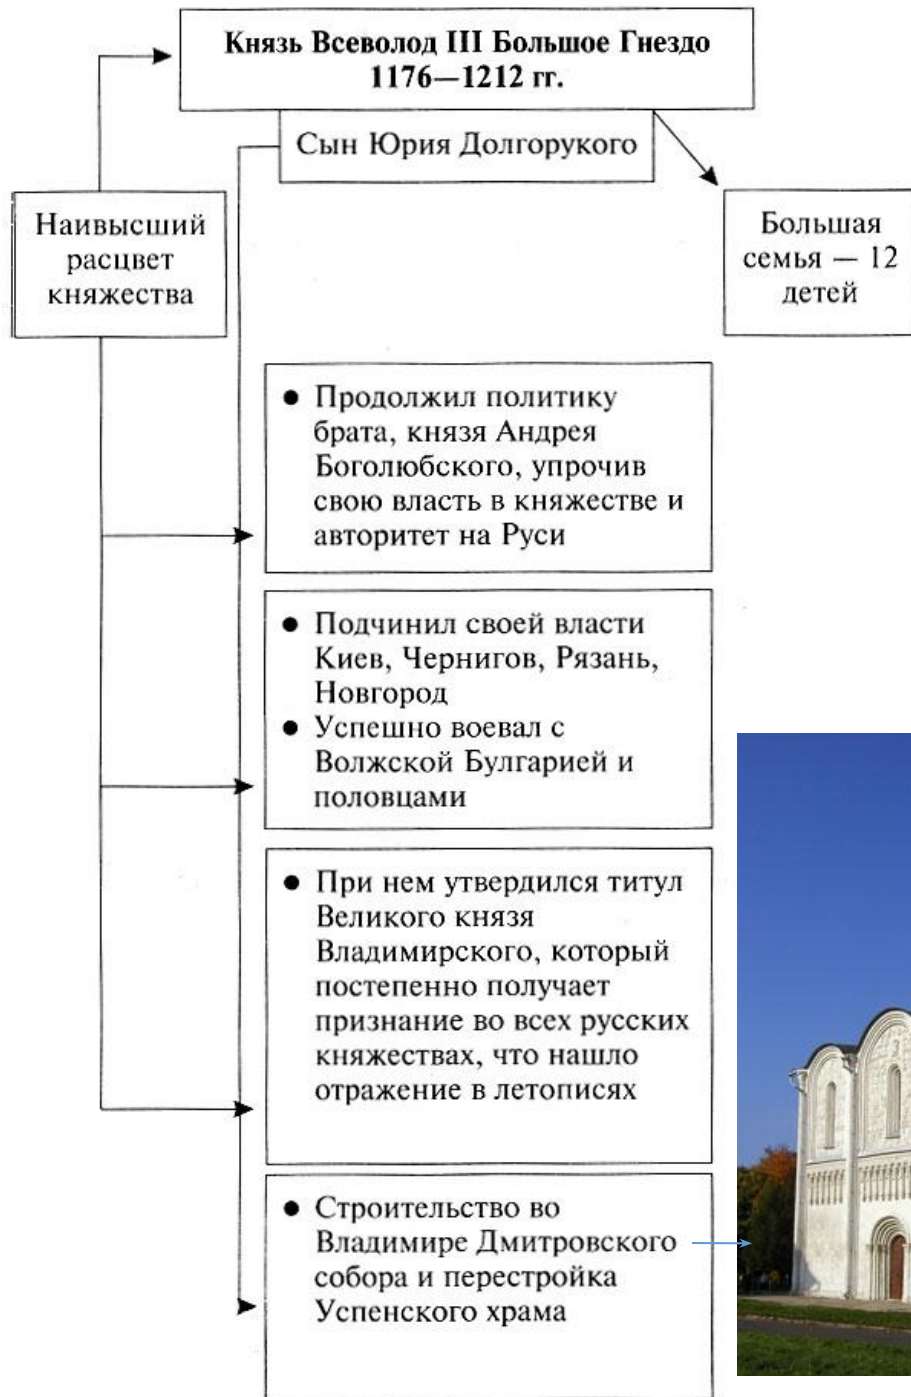 Князь Всеволод III Большое Гнездо
1176—1212 гг.
Сын Юрия Долгорукого
Наивысший
расцвет
княжества
Большая
семья — 12
детей
● Продолжил политику
брата, князя Андрея
Боголюбского, упрочив
свою власть в княжестве и
авторитет на Руси
● Подчинил своей власти
Киев, Чернигов, Рязань,
Новгород
● Успешно воевал с
Волжской Булгарией и
половцами
● При нем утвердился титул
Великого князя
Владимирского, который
постепенно получает
признание во всех русских
княжествах, что нашло
отражение в летописях
● Строительство во
Владимире Дмитровского
собора и перестройка
Успенского храма